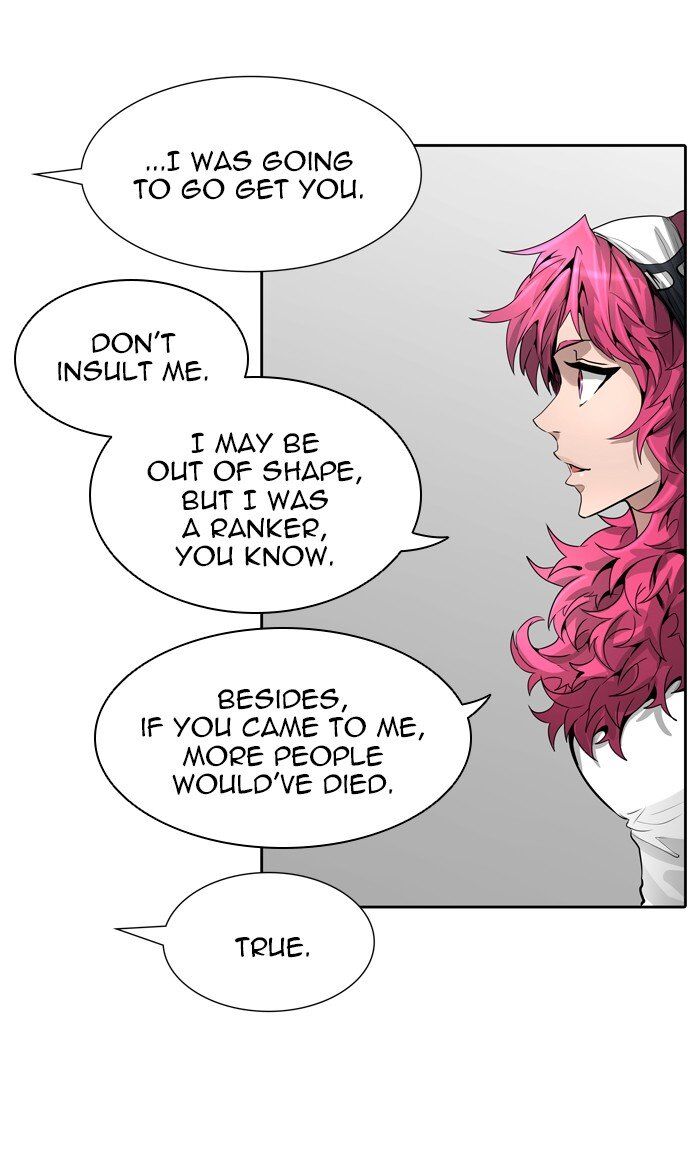 ...I WAS GOING
TO GO GET YOU.
DON'T
INSULT ME.
I MAY BE
OUT OF SHAPE,
BUT I WAS
A RANKER,
YOU KNOW.
BESIDES,
IF YOU CAME TO ME,
MORE PEOPLE
WOULD'VE DIED.
TRUE.